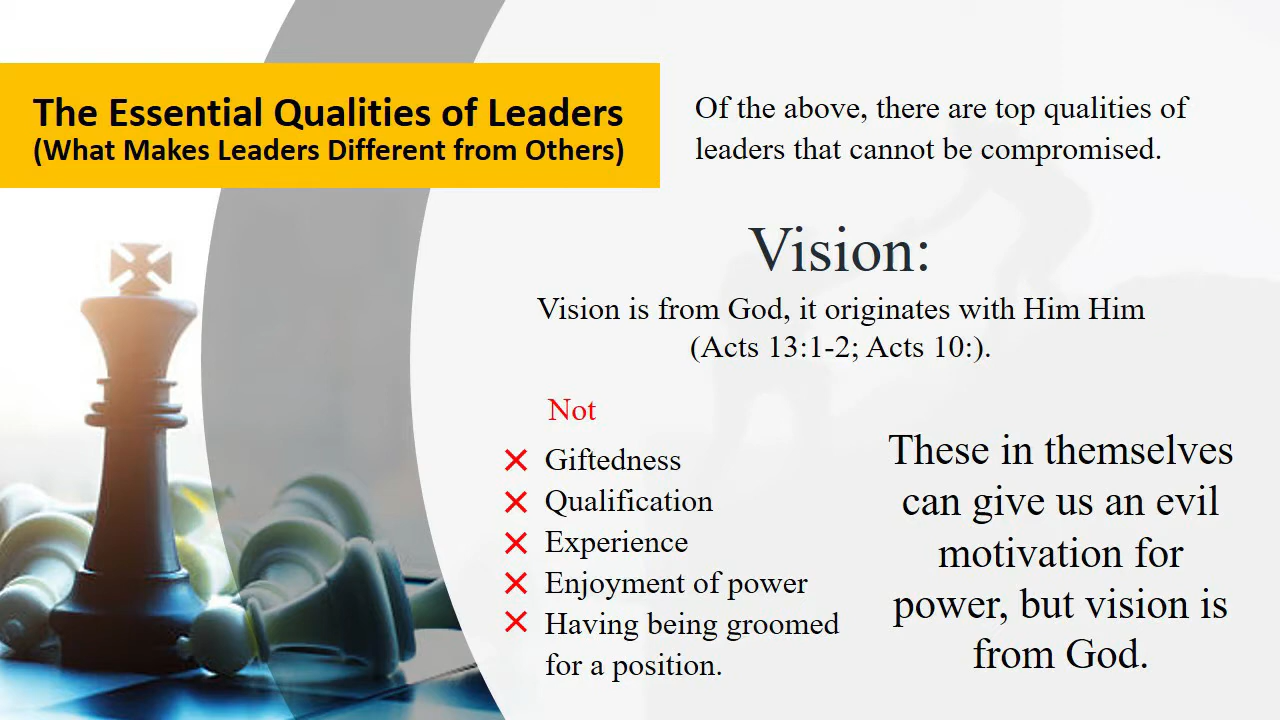 The Essential Qualities of Leaders
(What Makes Leaders Different from Others)
Of the above, there are top qualities of
leaders that cannot be compromised.
Vision:
Vision is from God, it originates with Him Him
(Acts 13:1-2; Acts 10:).
Not
Giftedness
Qualification
Experience
Enjoyment of power
Having being groomed
for a position.
These in themselves
can give us an evil
motivation for
power, but vision is
from God.